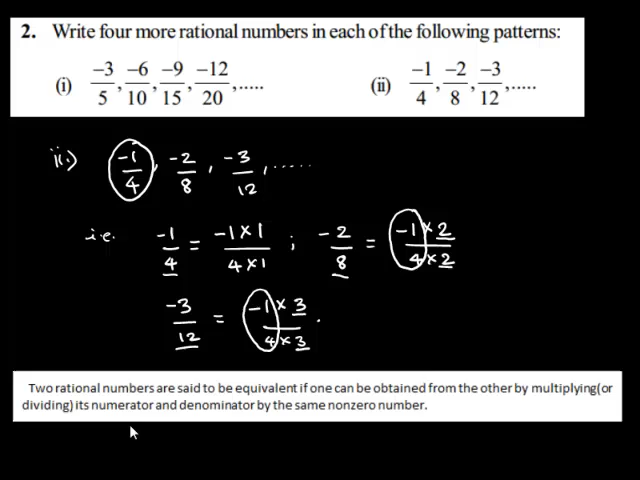 2. Write four more rational numbers in each of the following patterns:
(i) -3/5, -6/10, -9/15, -12/20, ..... (ii) -1/4, -2/8, -3/12, .....
ii.) -1/4, -2/8, -3/12, ......
i.e. -1/4 = -1×1/4×1 ; -2/8 = -1×2/4×2
-3/12 = -1×3/4×3 .
Two rational numbers are said to be equivalent if one can be obtained from the other by multiplying(or
dividing) its numerator and denominator by the same nonzero number.